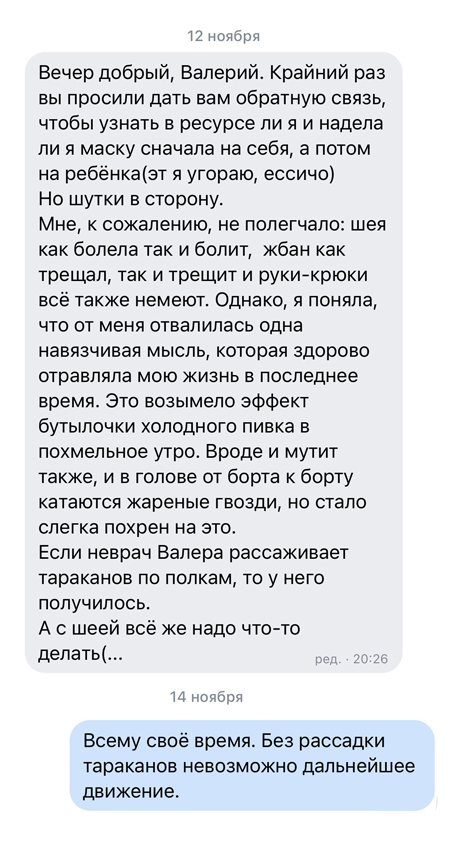 12 ноября
Вечер добрый, Валерий. Крайний раз
вы просили дать вам обратную связь,
чтобы узнать в ресурсе ли я и надела
ли я маску сначала на себя, а потом
на ребёнка(эт я угораю, ессичо)
Но шутки в сторону.
Мне, к сожалению, не полегчало: шея
как болела так и болит,  жбан как
трещал, так и трещит и руки-крюки
всё также немеют. Однако, я поняла,
что от меня отвалилась одна
навязчивая мысль, которая здорово
отравляла мою жизнь в последнее
время. Это возымело эффект
бутылочки холодного пивка в
похмельное утро. Вроде и мутит
также, и в голове от борта к борту
катаются жареные гвозди, но стало
слегка похрен на это.
Если неврач Валера рассаживает
тараканов по полкам, то у него
получилось.
А с шеей всё же надо что-то
делать(...
ред. · 20:26
14 ноября
Всему своё время. Без рассадки
тараканов невозможно дальнейшее
движение.